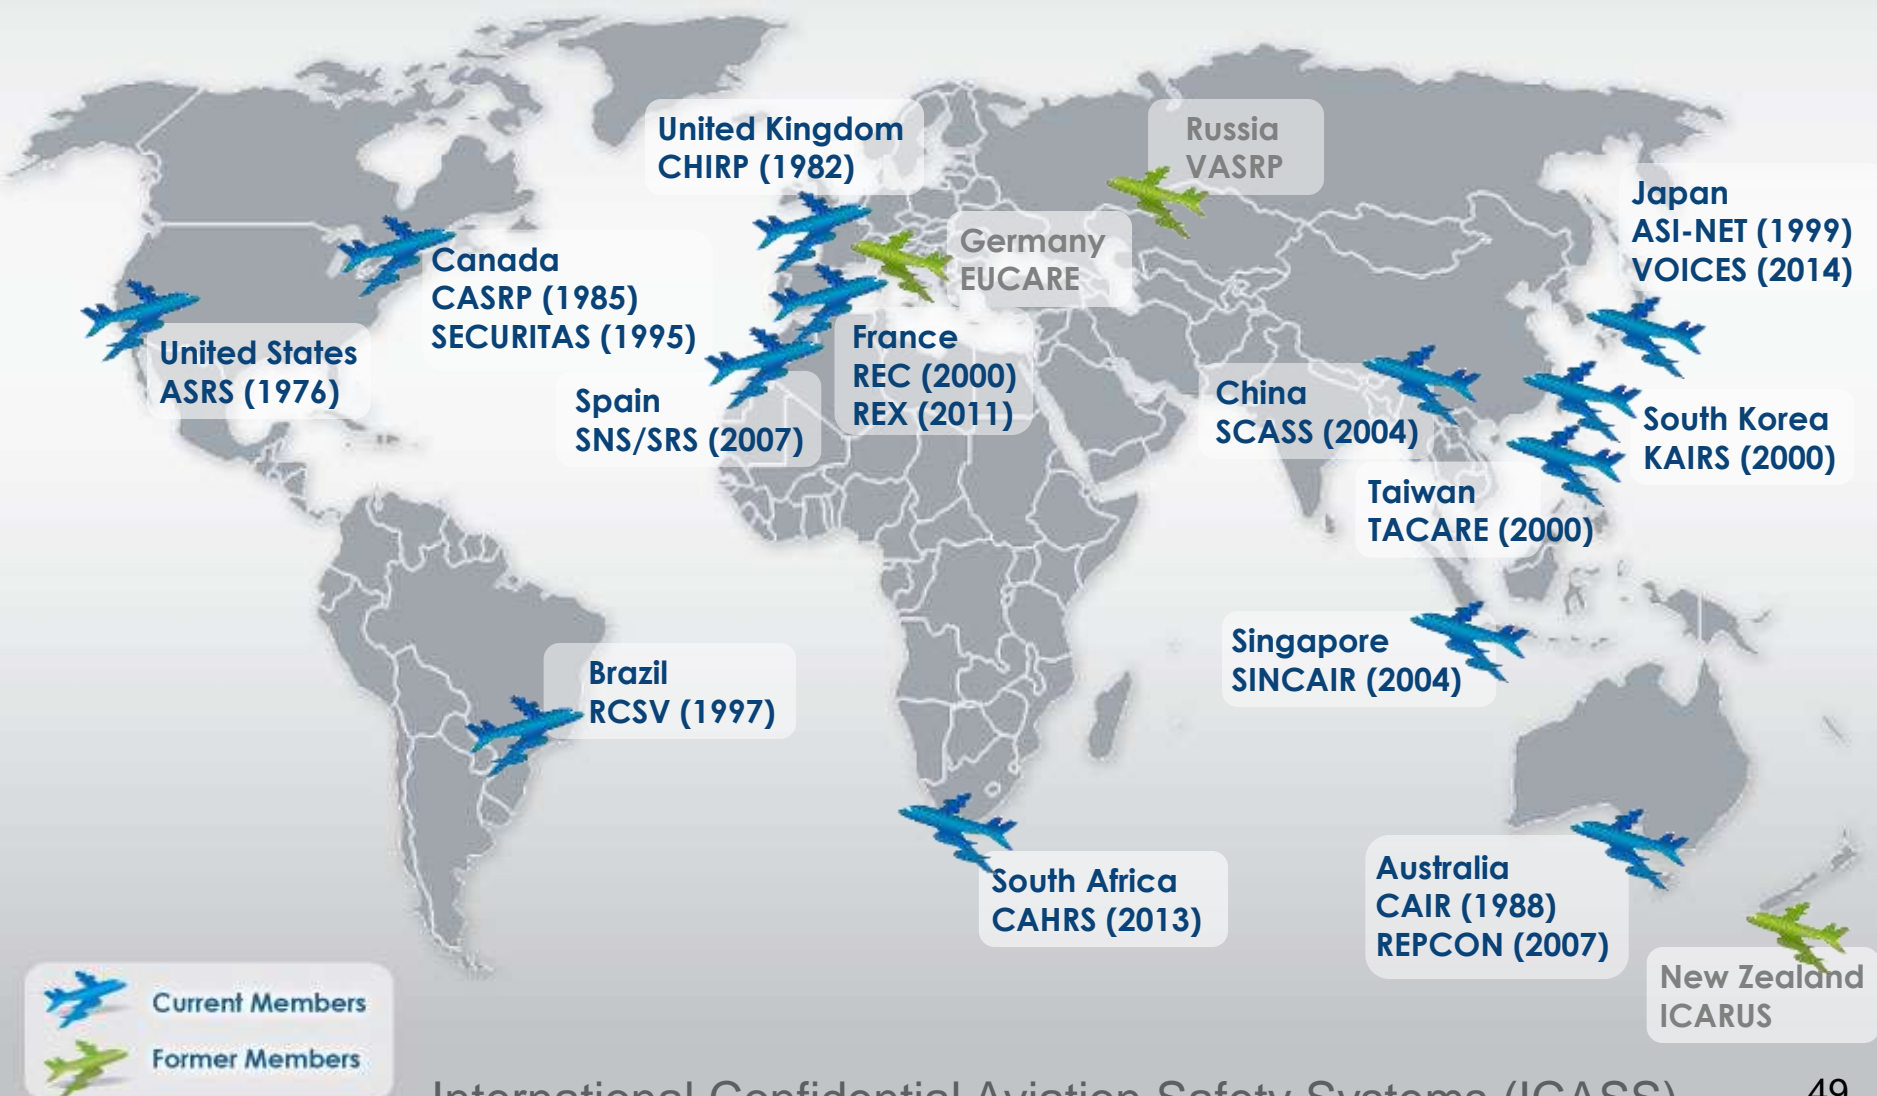 United Kingdom
CHIRP (1982)
Russia
VASRP
Japan
ASI-NET (1999)
VOICES (2014)
Germany
EUCARE
Canada
CASRP (1985)
SECURITAS (1995)
United States
ASRS (1976)
France
REC (2000)
REX (2011)
Spain
SNS/SRS (2007)
China
SCASS (2004)
South Korea
KAIRS (2000)
Taiwan
TACARE (2000)
Singapore
SINCAIR (2004)
Brazil
RCSV (1997)
South Africa
CAHRS (2013)
Australia
CAIR (1988)
REPCON (2007)
New Zealand
ICARUS
Current Members
Former Members
International Confidential Aviation Safety Systems (ICASS)
49